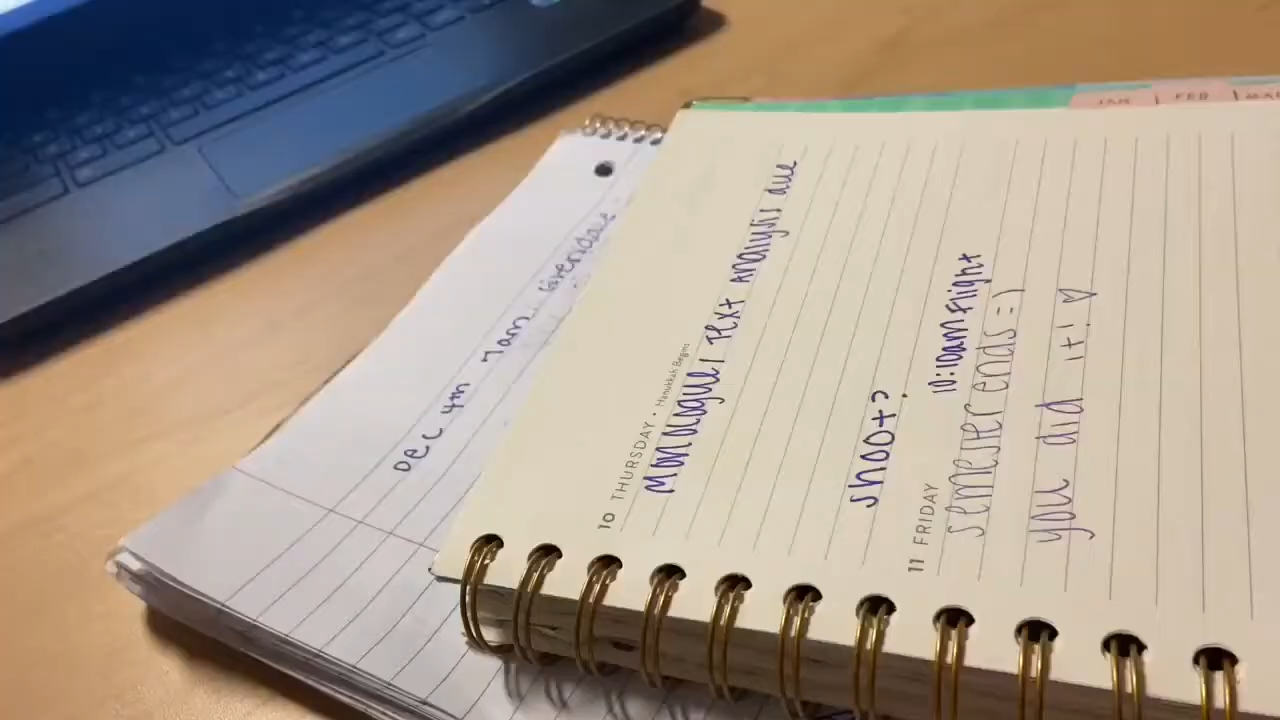 JAN
FEB
MAR
10 THURSDAY • Hanukkah Begins
Monologue / Text Analysis due
shoot?
11 FRIDAY
10:10am Flight
semester ends =)
you did it! ♡
Dec 4th 7am